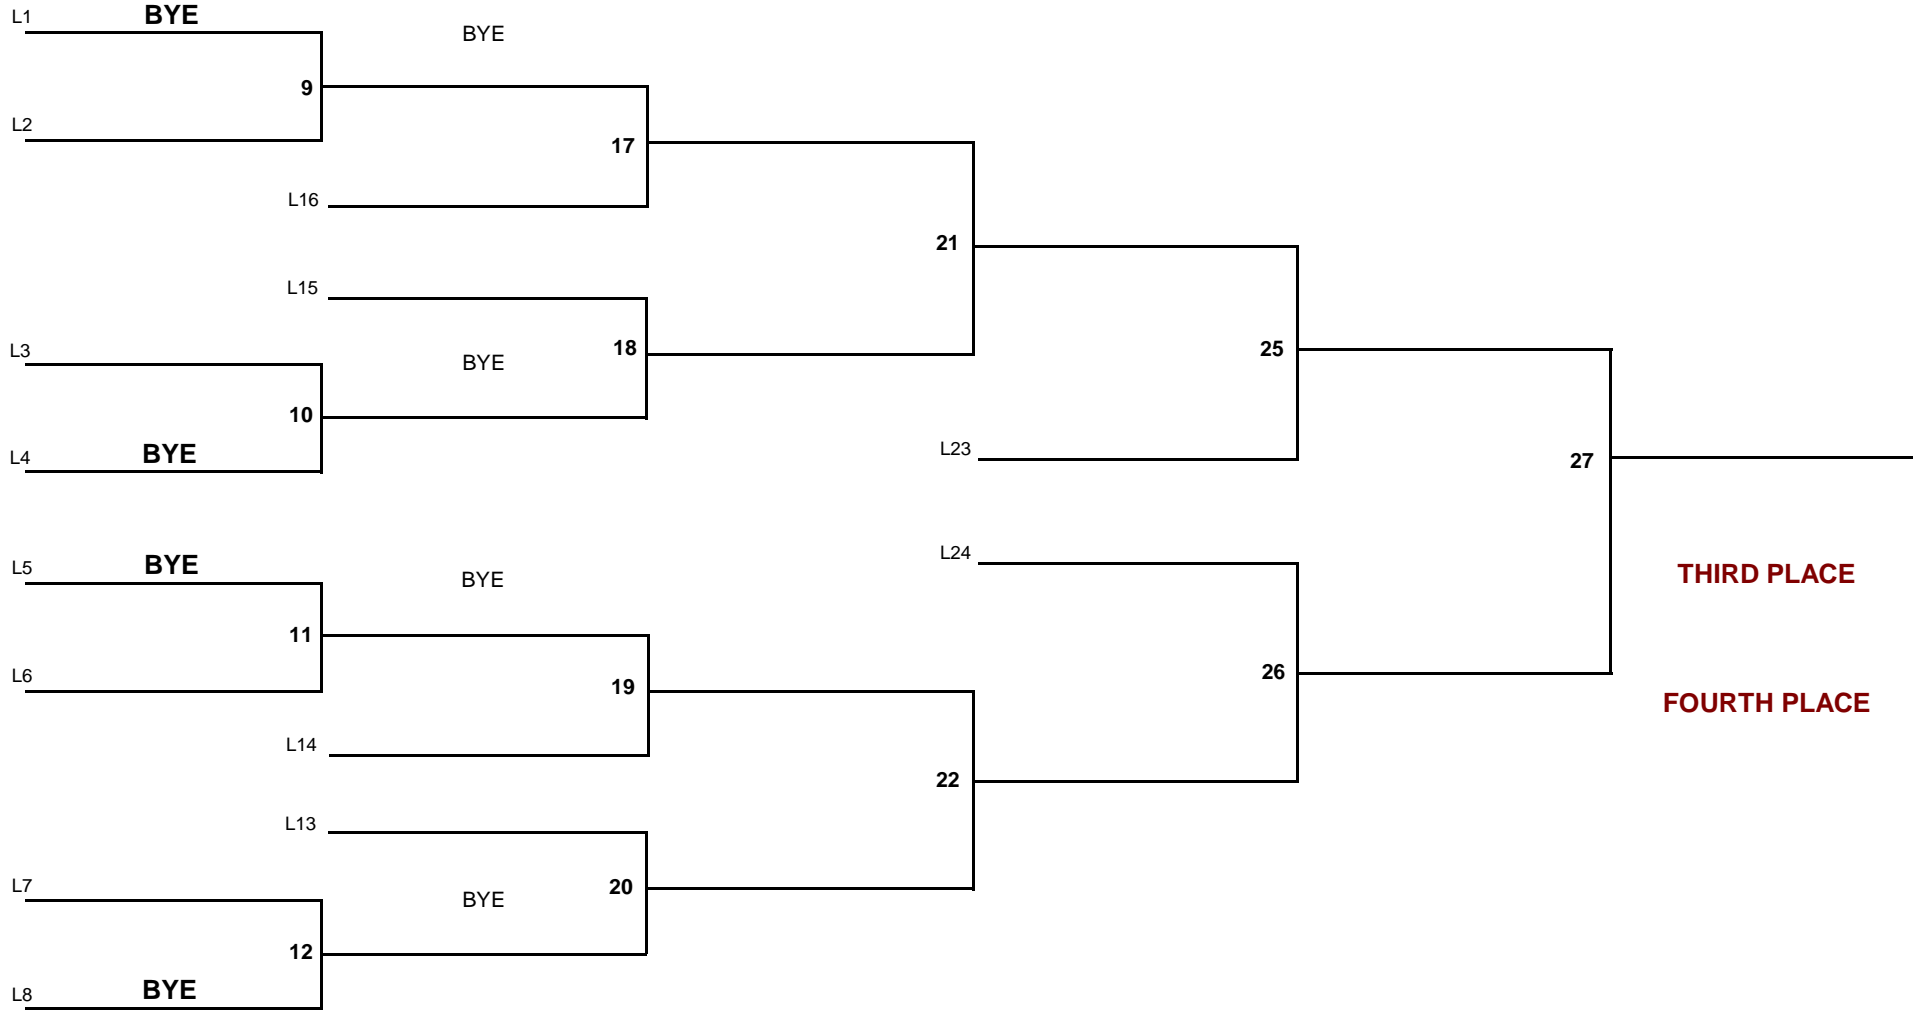 L1 BYE
BYE
9
L2
17
L16
21
L15
L3
BYE
18
25
10
L4 BYE
L23
27
L5 BYE
BYE
L24
THIRD PLACE
11
L6
19
26
FOURTH PLACE
L14
22
L13
L7
BYE
20
12
L8 BYE